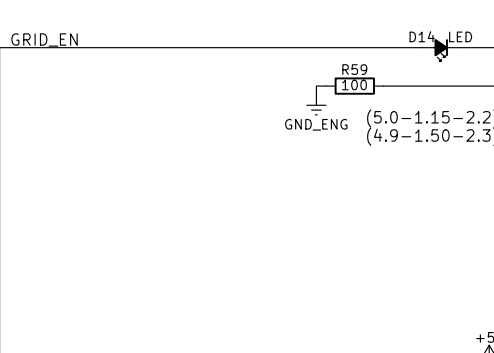 GRID_EN
D14 LED
R59
100
GND_ENG
(5.0-1.15-2.2)
(4.9-1.50-2.3)
+5